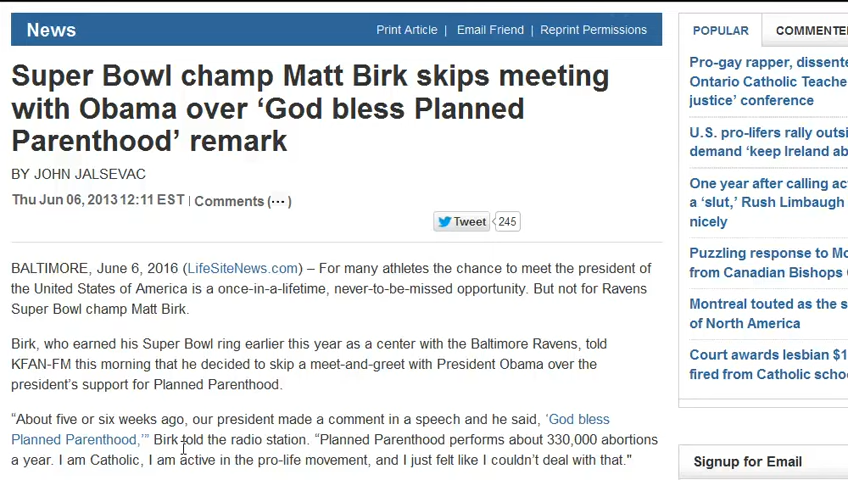 News
Print Article | Email Friend | Reprint Permissions
Super Bowl champ Matt Birk skips meeting
with Obama over ‘God bless Planned
Parenthood’ remark
BY JOHN JALSEVAC
Thu Jun 06, 2013 12:11 EST | Comments (... )
Tweet 245
BALTIMORE, June 6, 2016 (LifeSiteNews.com) – For many athletes the chance to meet the president of
the United States of America is a once-in-a-lifetime, never-to-be-missed opportunity. But not for Ravens
Super Bowl champ Matt Birk.
Birk, who earned his Super Bowl ring earlier this year as a center with the Baltimore Ravens, told
KFAN-FM this morning that he decided to skip a meet-and-greet with President Obama over the
president’s support for Planned Parenthood.
“About five or six weeks ago, our president made a comment in a speech and he said, ‘God bless
Planned Parenthood,’” Birk told the radio station. “Planned Parenthood performs about 330,000 abortions
a year. I am Catholic, I am active in the pro-life movement, and I just felt like I couldn’t deal with that."
POPULAR COMMENTE
Pro-gay rapper, dissente
Ontario Catholic Teache
justice’ conference
U.S. pro-lifers rally outsi
demand ‘keep Ireland ab
One year after calling ac
a ‘slut,’ Rush Limbaugh
nicely
Puzzling response to Mo
from Canadian Bishops
Montreal touted as the s
of North America
Court awards lesbian $1
fired from Catholic scho
Signup for Email